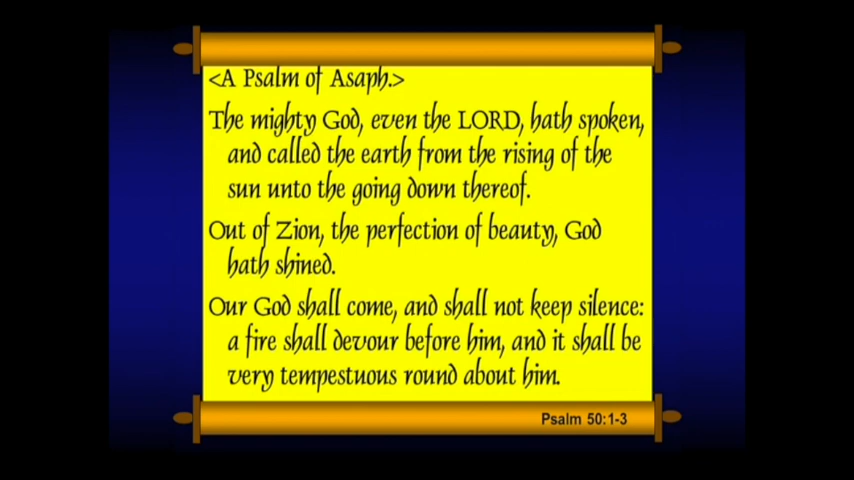 <A Psalm of Asaph.>
The mighty God, even the LORD, hath spoken,
and called the earth from the rising of the
sun unto the going down thereof.
Out of Zion, the perfection of beauty, God
hath shined.
Our God shall come, and shall not keep silence:
a fire shall devour before him, and it shall be
very tempestuous round about him.
Psalm 50:1-3